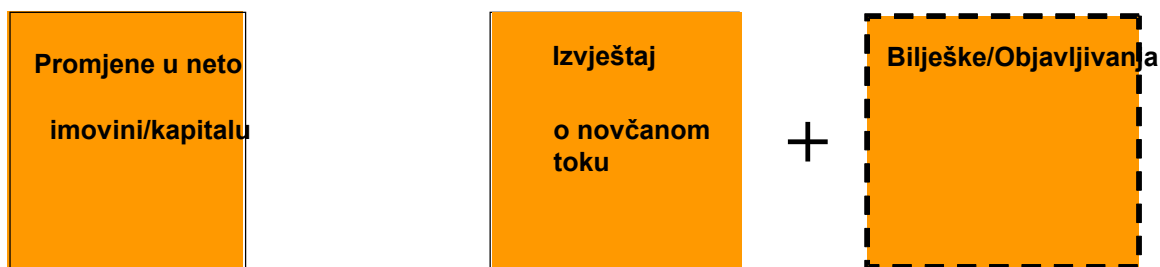 Promjene u neto
imovini/kapitalu
Izvještaj
o novčanom
toku
+
Bilješke/Objavljivanja